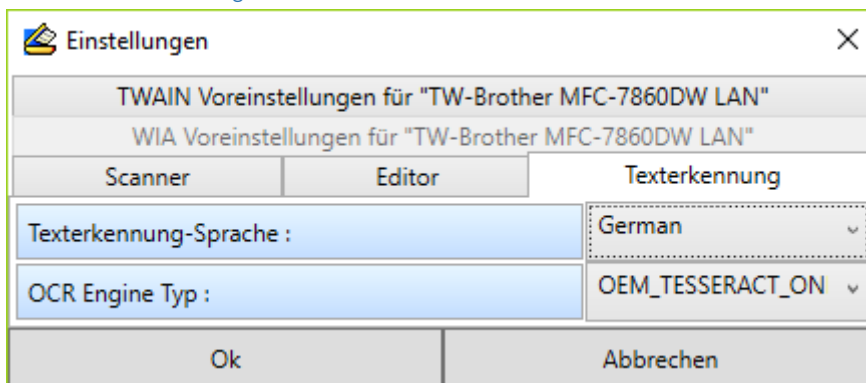 Einstellungen
TWAIN Voreinstellungen für "TW-Brother MFC-7860DW LAN"
WIA Voreinstellungen für "TW-Brother MFC-7860DW LAN"
Scanner Editor Texterkennung
Texterkennung-Sprache : German
OCR Engine Typ : OEM_TESSERACT_ON
Ok Abbrechen